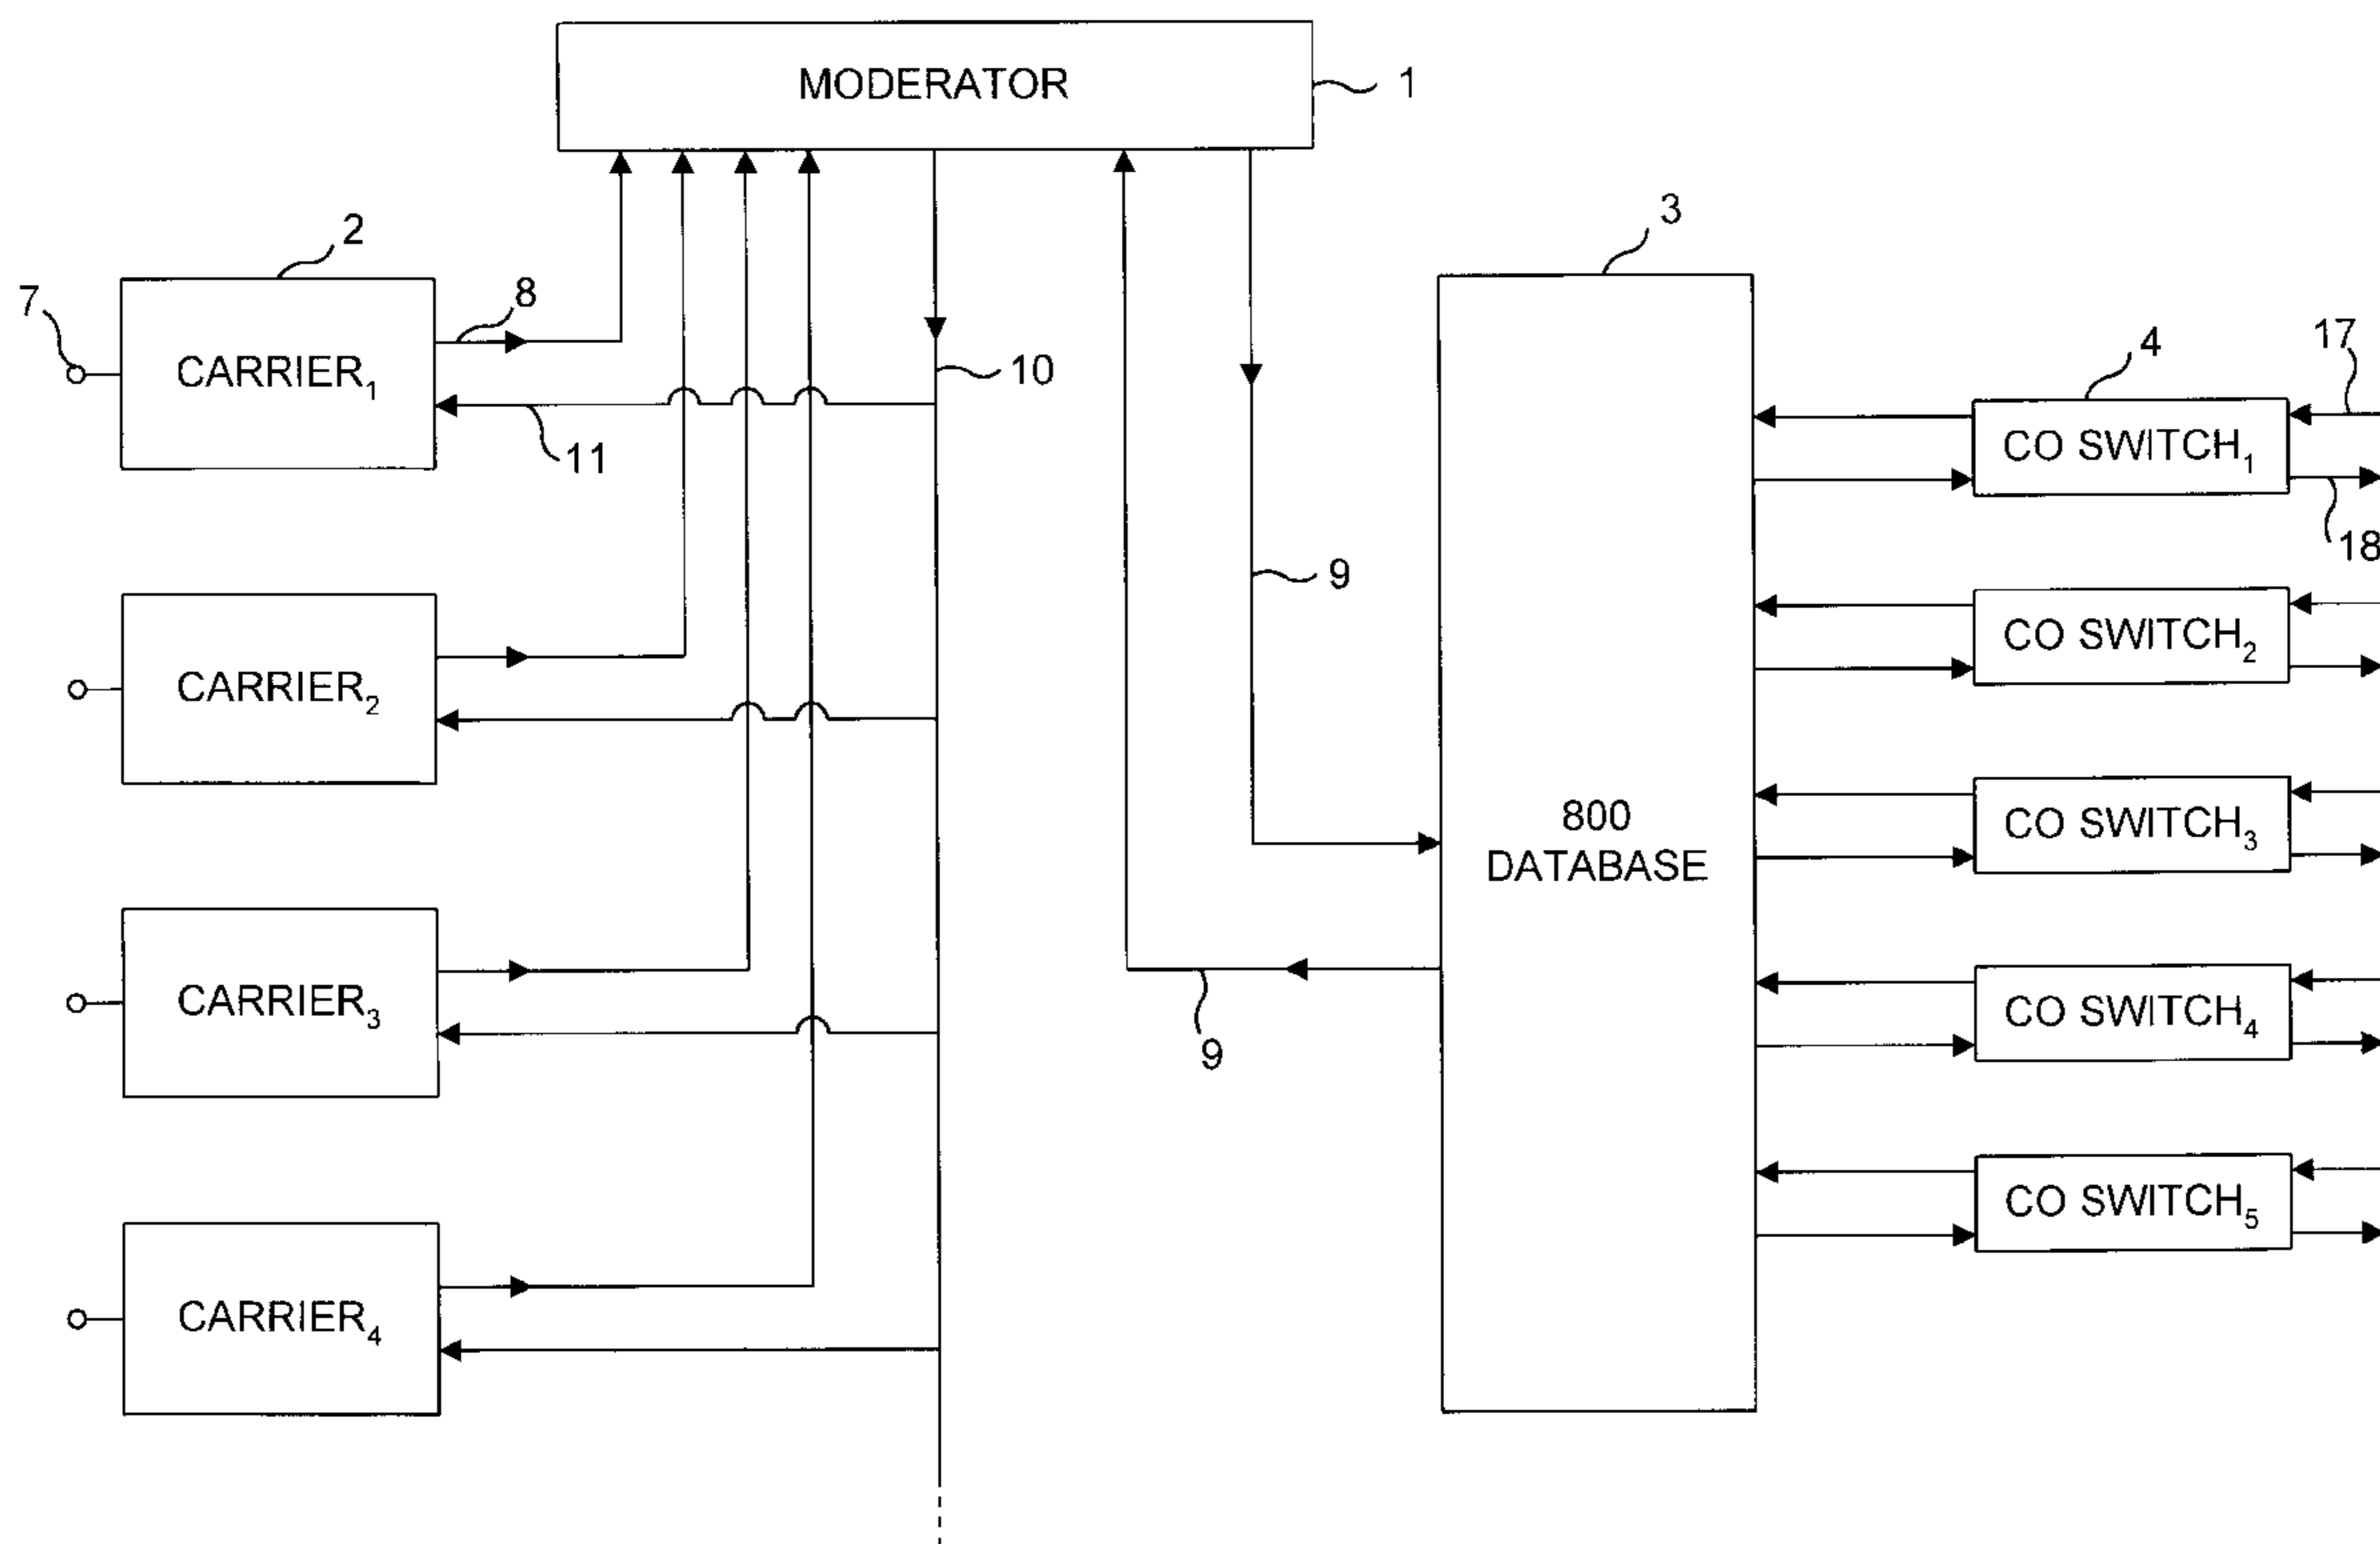 MODERATOR
1
2
7
8
CARRIER₁
11
10
3
4
17
CO SWITCH₁
18
9
CARRIER₂
CO SWITCH₂
800
DATABASE
CO SWITCH₃
CARRIER₃
9
CO SWITCH₄
CARRIER₄
CO SWITCH₅